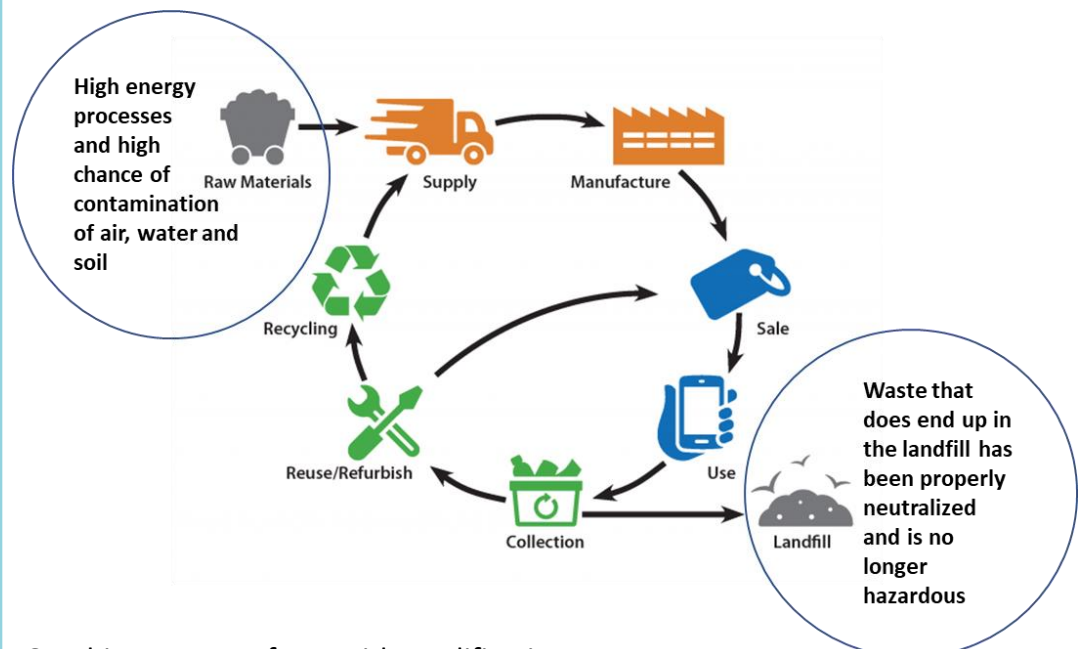 High energy
processes
and high
chance of
contamination
of air, water and
soil
Raw Materials
Supply
Manufacture
Recycling
Sale
Reuse/Refurbish
Use
Collection
Landfill
Waste that
does end up in
the landfill has
been properly
neutralized
and is no
longer
hazardous